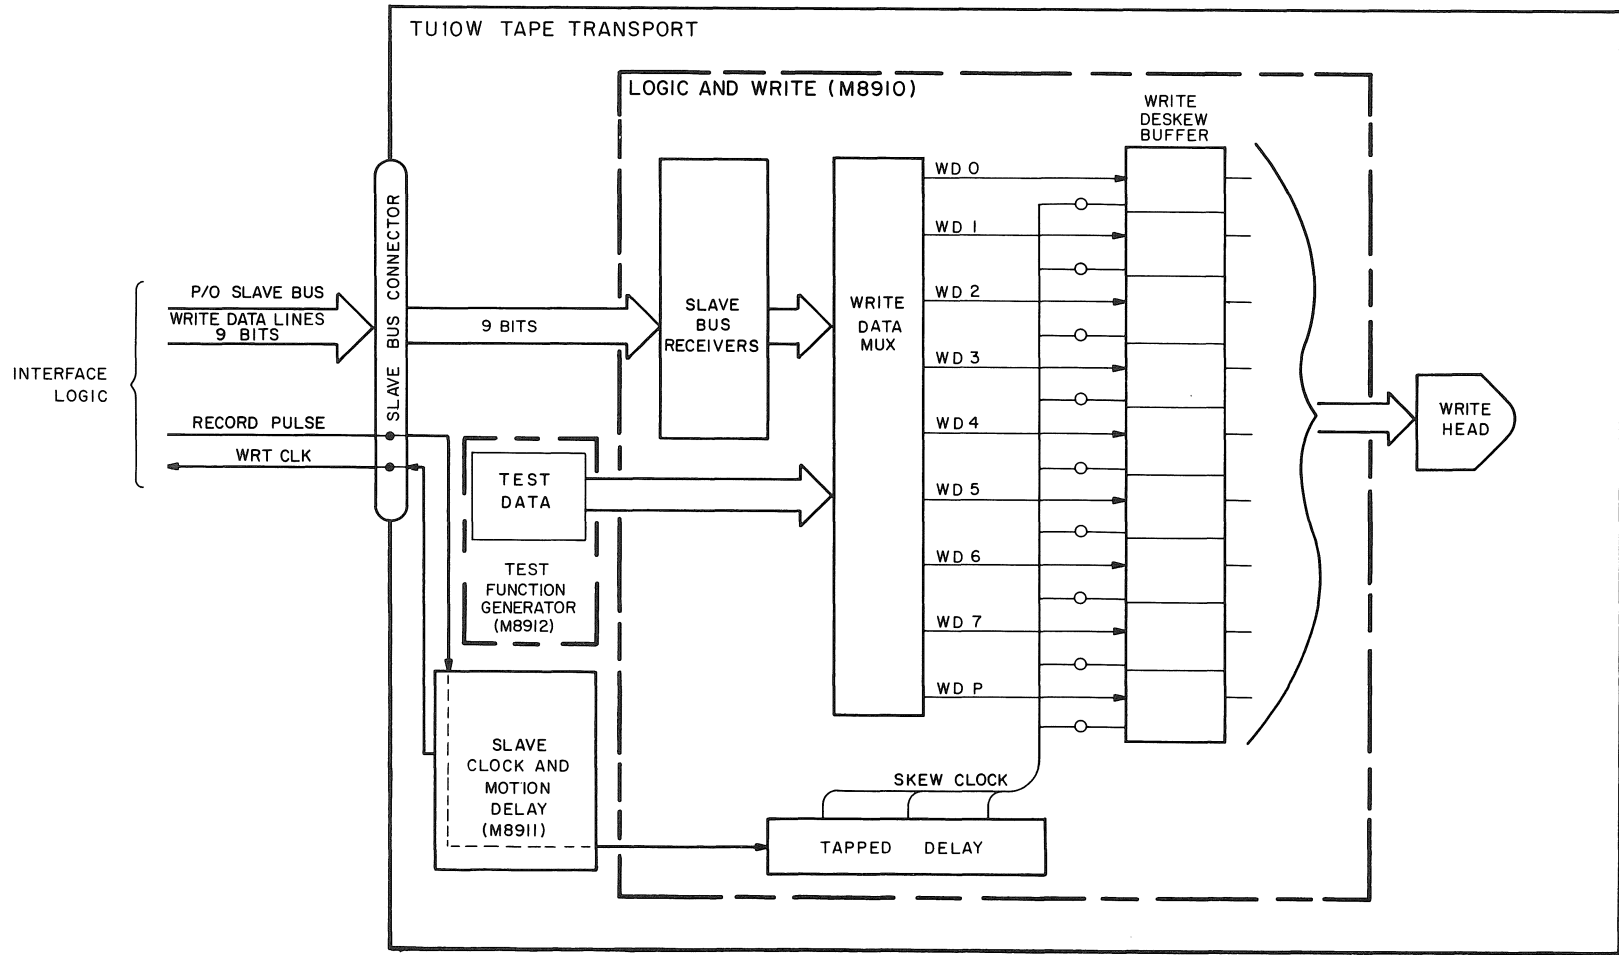 TU10W TAPE TRANSPORT
LOGIC AND WRITE (M8910)
WRITE
DESKEW
BUFFER
SLAVE BUS CONNECTOR
P/O SLAVE BUS
WRITE DATA LINES
9 BITS
9 BITS
INTERFACE
LOGIC
RECORD PULSE
WRT CLK
SLAVE
BUS
RECEIVERS
WRITE
DATA
MUX
WD 0
WD 1
WD 2
WD 3
WD 4
WD 5
WD 6
WD 7
WD P
WRITE
HEAD
TEST
DATA
TEST
FUNCTION
GENERATOR
(M8912)
SLAVE
CLOCK AND
MOTION
DELAY
(M8911)
SKEW CLOCK
TAPPED DELAY